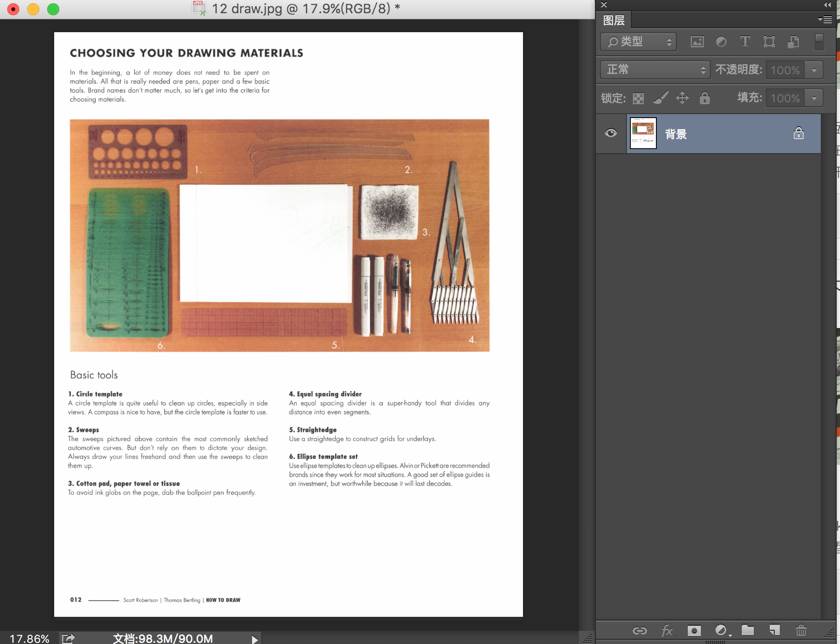 12 draw.jpg @ 17.9%(RGB/8) *
CHOOSING YOUR DRAWING MATERIALS
In the beginning, a lot of money does not need to be spent on
materials. All that is really needed are pens, paper and a few basic
tools. Brand names don't matter much, so let's get into the criteria for
choosing materials.
1.
2.
3.
4.
5.
6.
Basic tools
1. Circle template
A circle template is quite useful to clean up circles, especially in side
views. A compass is nice to have, but the circle template is faster to use.
2. Sweeps
The sweeps pictured above contain the most commonly sketched
automotive curves. But don't rely on them to dictate your design.
Always draw your lines freehand and then use the sweeps to clean
them up.
3. Cotton pad, paper towel or tissue
To avoid ink globs on the page, dab the ballpoint pen frequently.
4. Equal spacing divider
An equal spacing divider is a super-handy tool that divides any
distance into even segments.
5. Straightedge
Use a straightedge to construct grids for underlays.
6. Ellipse template set
Use ellipse templates to clean up ellipses. Alvin or Pickett are recommended
brands since they work for most situations. A good set of ellipse guides is
an investment, but worthwhile because it will last decades.
012 Scott Robertson | Thomas Bertling | HOW TO DRAW
17.86% 文档:98.3M/90.0M
图层
类型
正常 不透明度: 100%
锁定: 填充: 100%
背景
fx